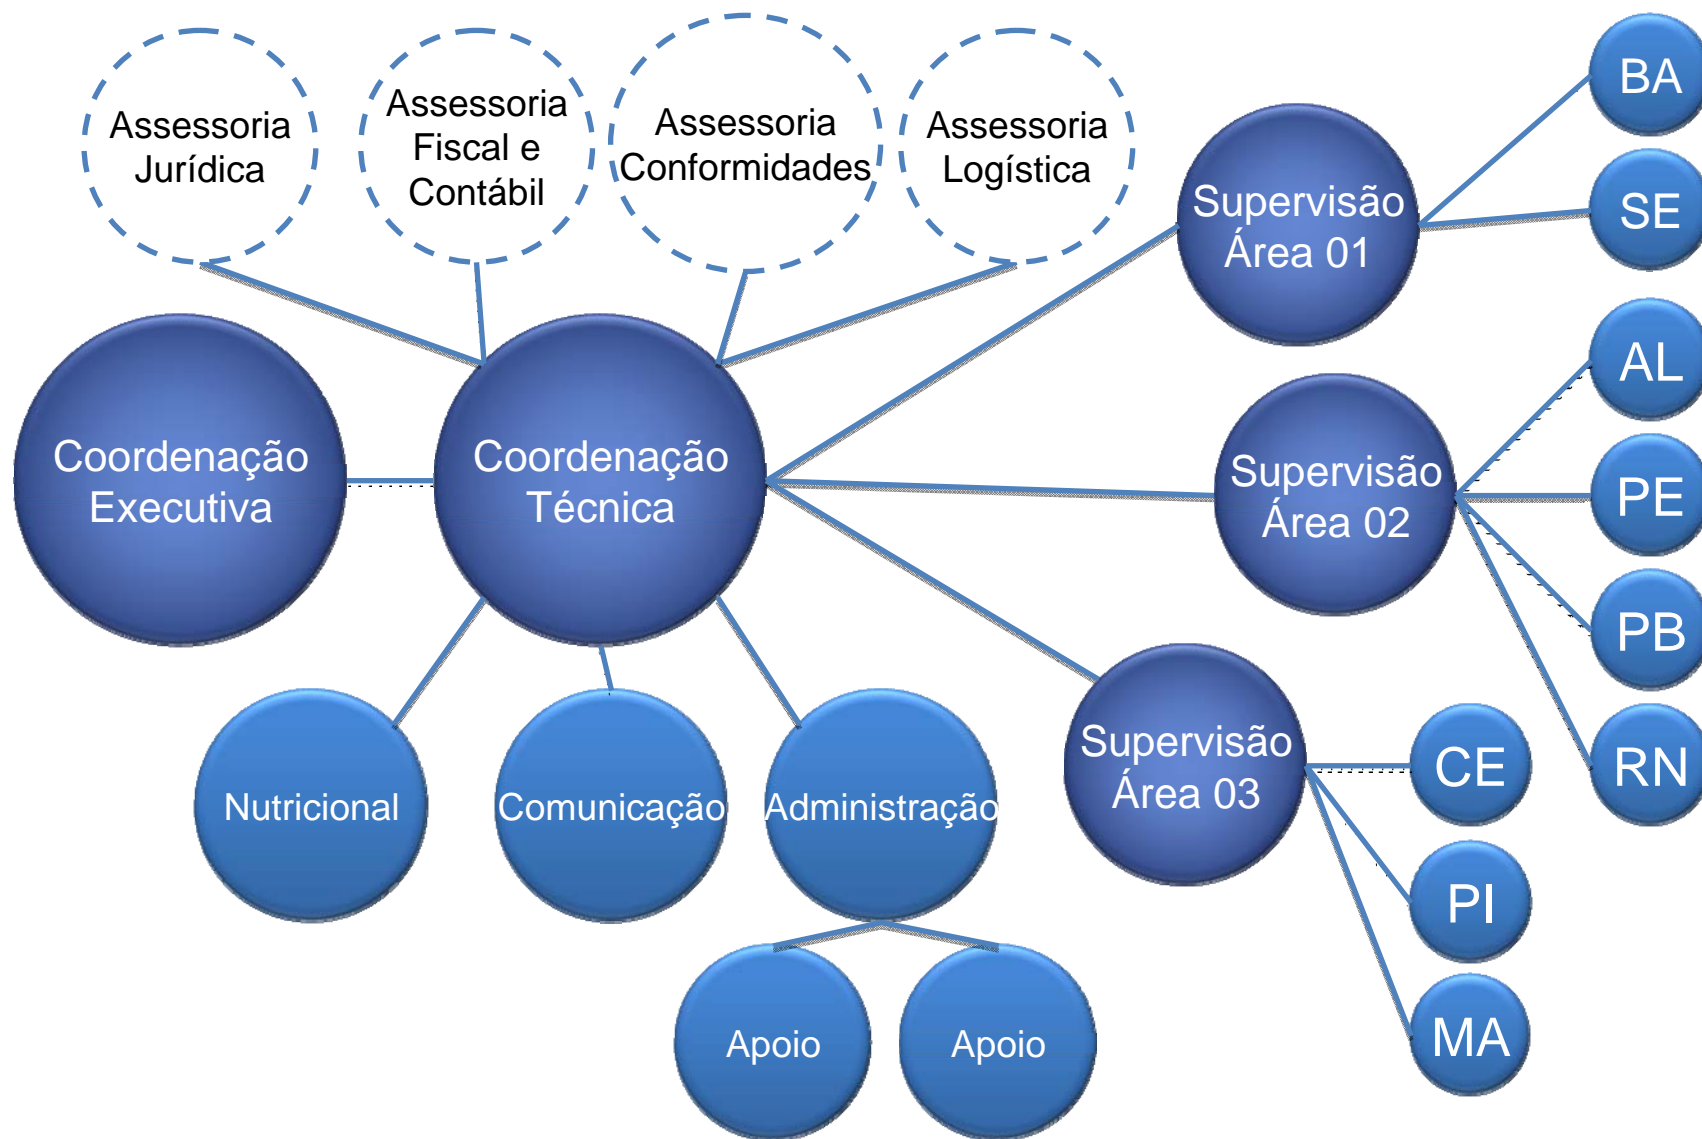 Assessoria
Jurídica
Assessoria
Fiscal e
Contábil
Assessoria
Conformidades
Assessoria
Logística
Supervisão
Área 01
BA
SE
Coordenação
Executiva
Coordenação
Técnica
Supervisão
Área 02
AL
PE
PB
RN
Nutricional
Comunicação
Administração
Supervisão
Área 03
CE
PI
MA
Apoio
Apoio